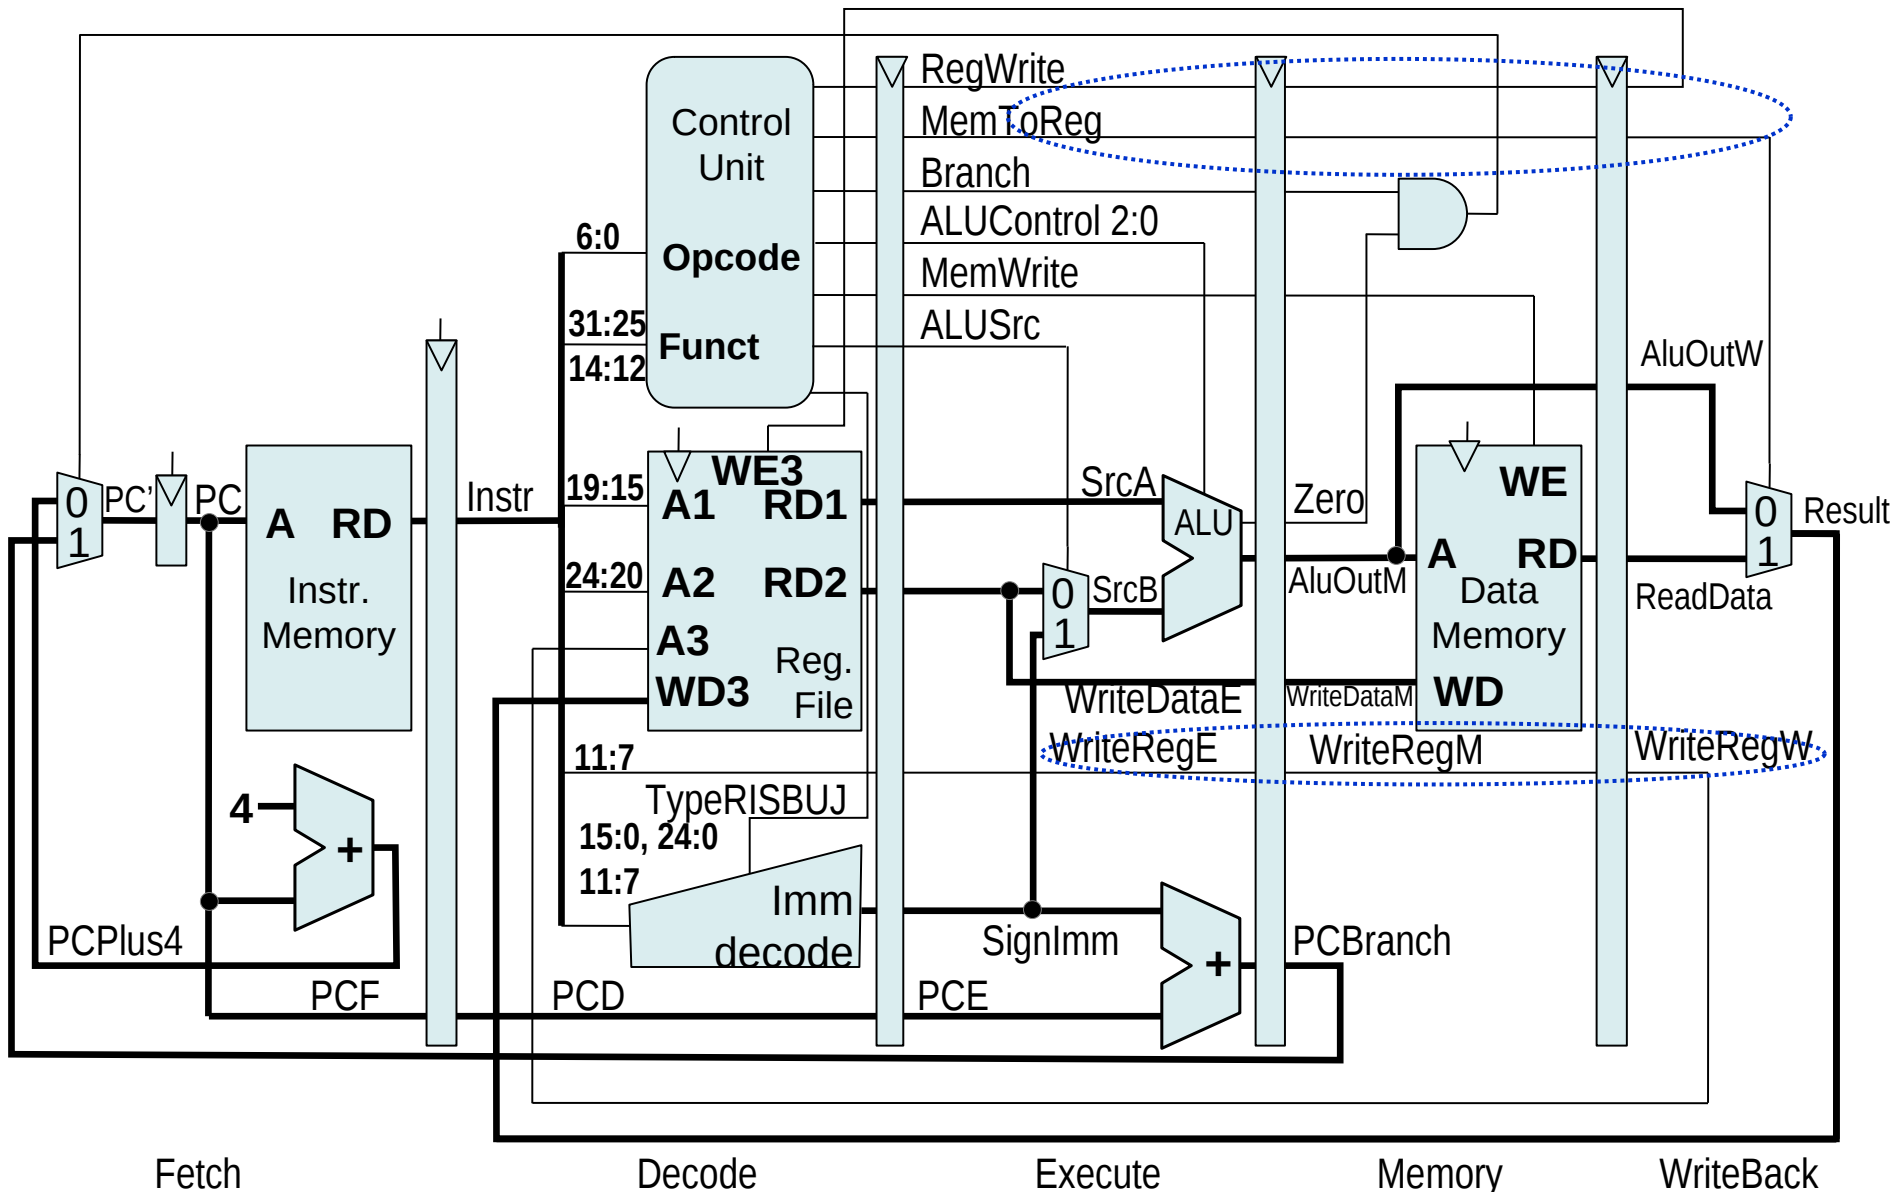 RegWrite
MemToReg
Branch
ALUControl 2:0
MemWrite
ALUSrc
Control
Unit
Opcode
Funct
6:0
31:25
14:12
AluOutW
0
1
PC’
PC
A RD
Instr.
Memory
Instr
19:15
24:20
WE3
A1 RD1
A2 RD2
A3
WD3
Reg.
File
SrcA
ALU
Zero
0
1
SrcB
AluOutM
WE
A RD
Data
Memory
WD
0
1
Result
ReadData
WriteDataE
WriteDataM
WriteRegE
WriteRegM
WriteRegW
11:7
TypeRISBUJ
15:0, 24:0
11:7
Imm
decode
4
+
PCPlus4
SignImm
+
PCBranch
PCF
PCD
PCE
Fetch
Decode
Execute
Memory
WriteBack